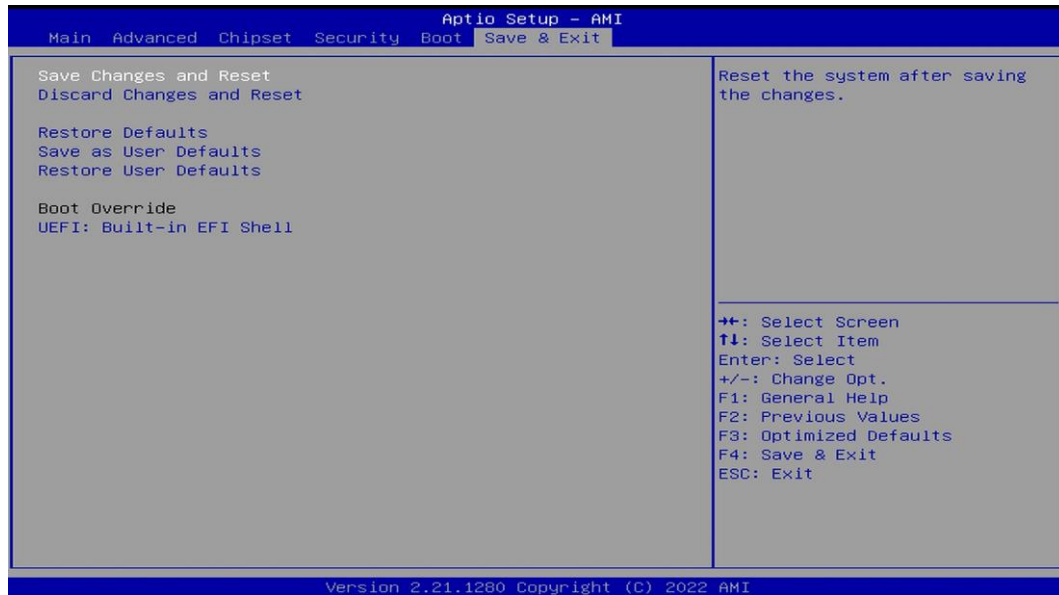 Aptio Setup – AMI
Main Advanced Chipset Security Boot Save & Exit
Save Changes and Reset
Discard Changes and Reset
Restore Defaults
Save as User Defaults
Restore User Defaults
Boot Override
UEFI: Built-in EFI Shell
Reset the system after saving
the changes.
→←: Select Screen
↑↓: Select Item
Enter: Select
+/-: Change Opt.
F1: General Help
F2: Previous Values
F3: Optimized Defaults
F4: Save & Exit
ESC: Exit
Version 2.21.1280 Copyright (C) 2022 AMI